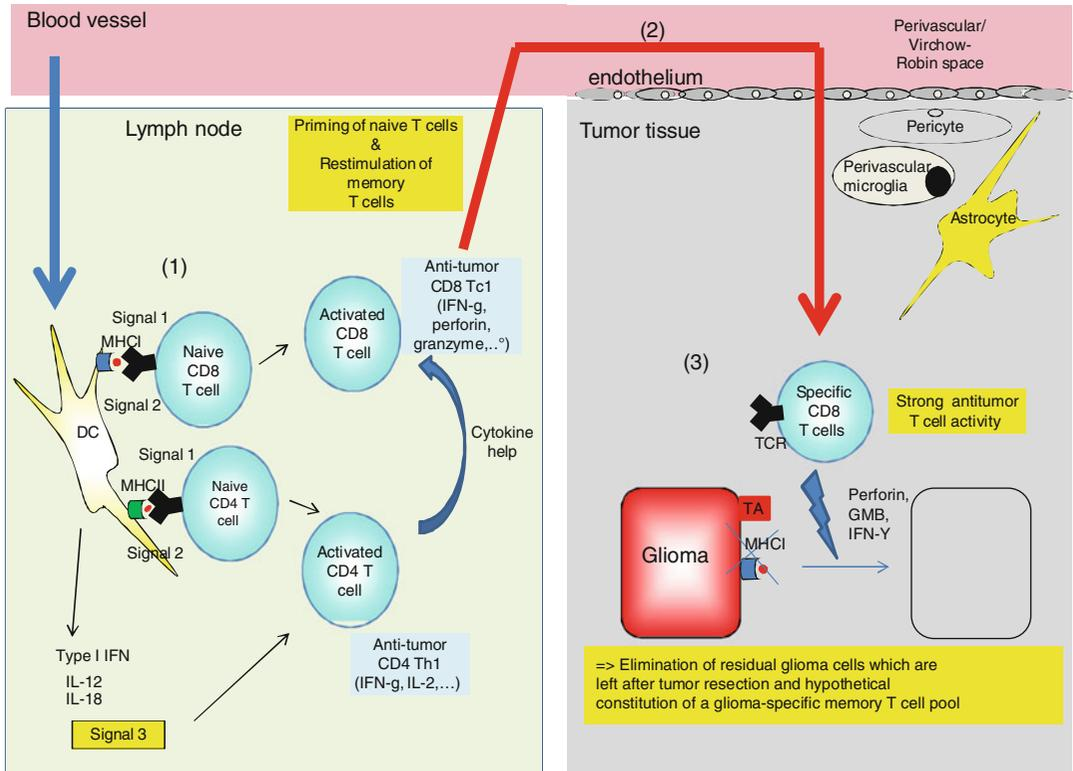 Blood vessel
Lymph node
Priming of naive T cells
&
Restimulation of
memory
T cells
(1)
Signal 1
MHCI
Naive
CD8
T cell
Signal 2
DC
Activated
CD8
T cell
Anti-tumor
CD8 Tc1
(IFN-g,
perforin,
granzyme,..°)
Signal 1
MHCII
Naive
CD4 T
cell
Signal 2
Cytokine
help
Activated
CD4 T
cell
Anti-tumor
CD4 Th1
(IFN-g, IL-2,...)
Type I IFN
IL-12
IL-18
Signal 3
(2)
Perivascular/
Virchow-
Robin space
endothelium
Tumor tissue
Pericyte
Perivascular
microglia
Astrocyte
(3)
Specific
CD8
T cells
TCR
Strong antitumor
T cell activity
TA
Glioma
MHCI
Perforin,
GMB,
IFN-Y
=> Elimination of residual glioma cells which are
left after tumor resection and hypothetical
constitution of a glioma-specific memory T cell pool